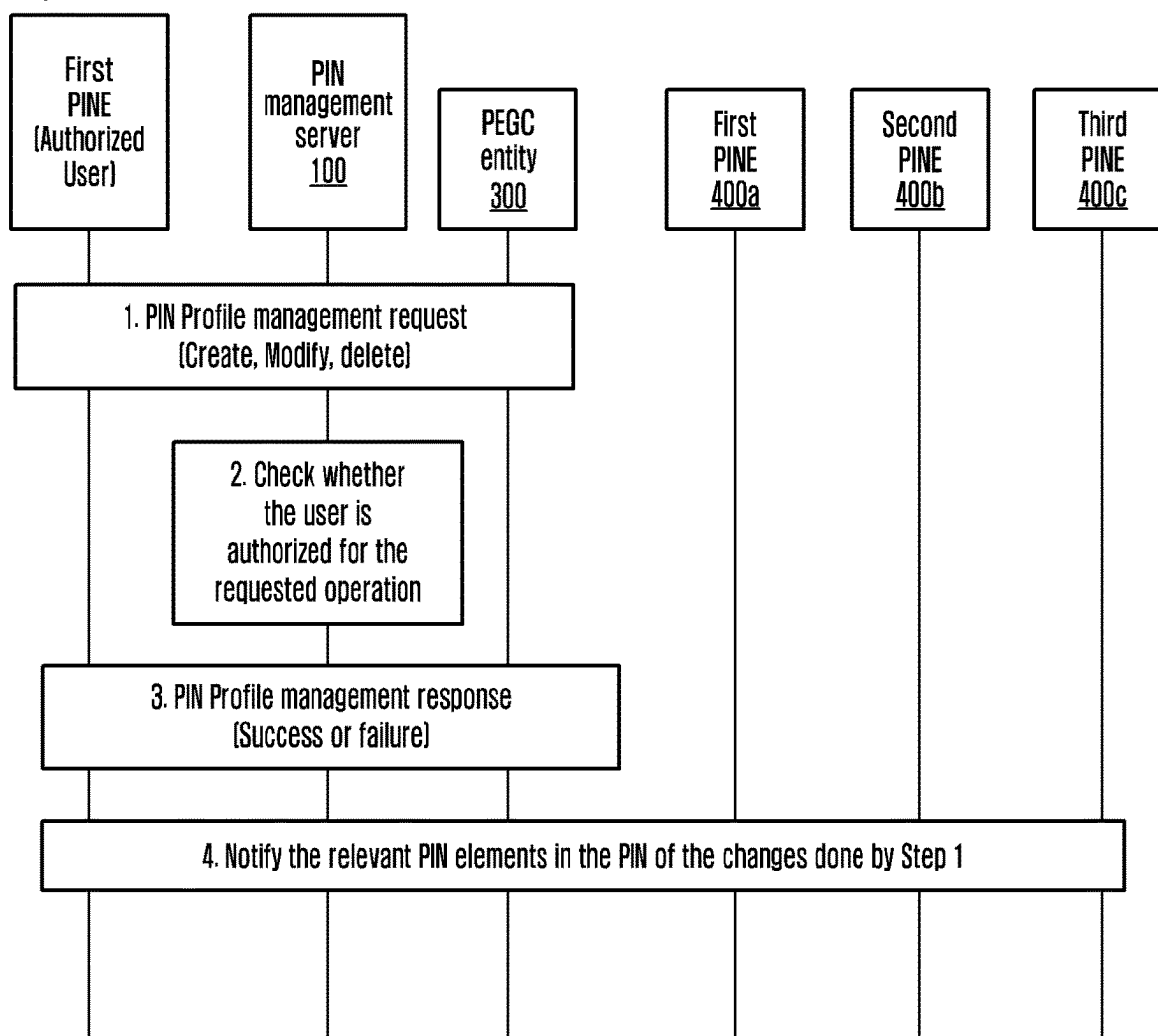 First
PINE
(Authorized
User)
PIN
management
server
100
PEGC
entity
300
First
PINE
400a
Second
PINE
400b
Third
PINE
400c
1. PIN Profile management request
(Create, Modify, delete)
2. Check whether
the user is
authorized for the
requested operation
3. PIN Profile management response
(Success or failure)
4. Notify the relevant PIN elements in the PIN of the changes done by Step 1